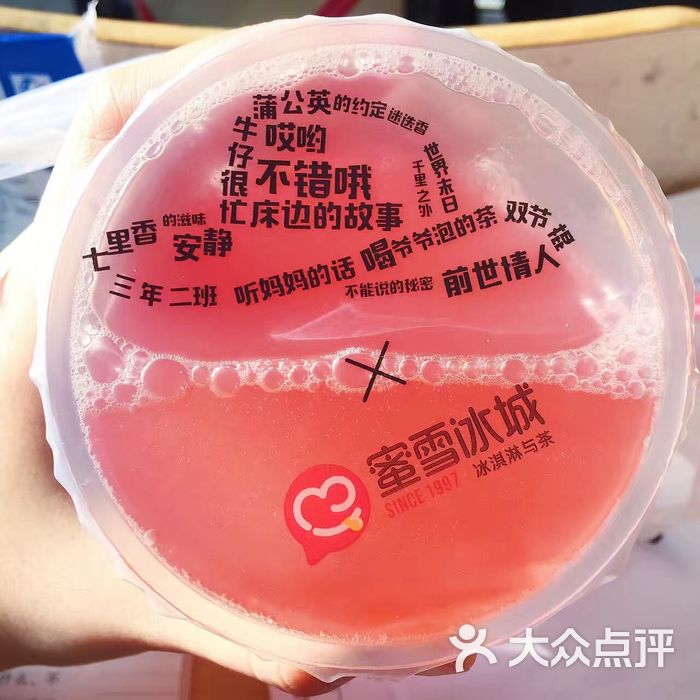 蒲公英的约定 迷迭香
牛仔很忙
哎哟
不错哦
床边的故事
世界末日
千里之外
七里香 的滋味
安静
三年二班
听妈妈的话
喝爷爷泡的茶
双节棍
不能说的秘密
前世情人
蜜雪冰城
SINCE 1997
冰淇淋与茶
大众点评